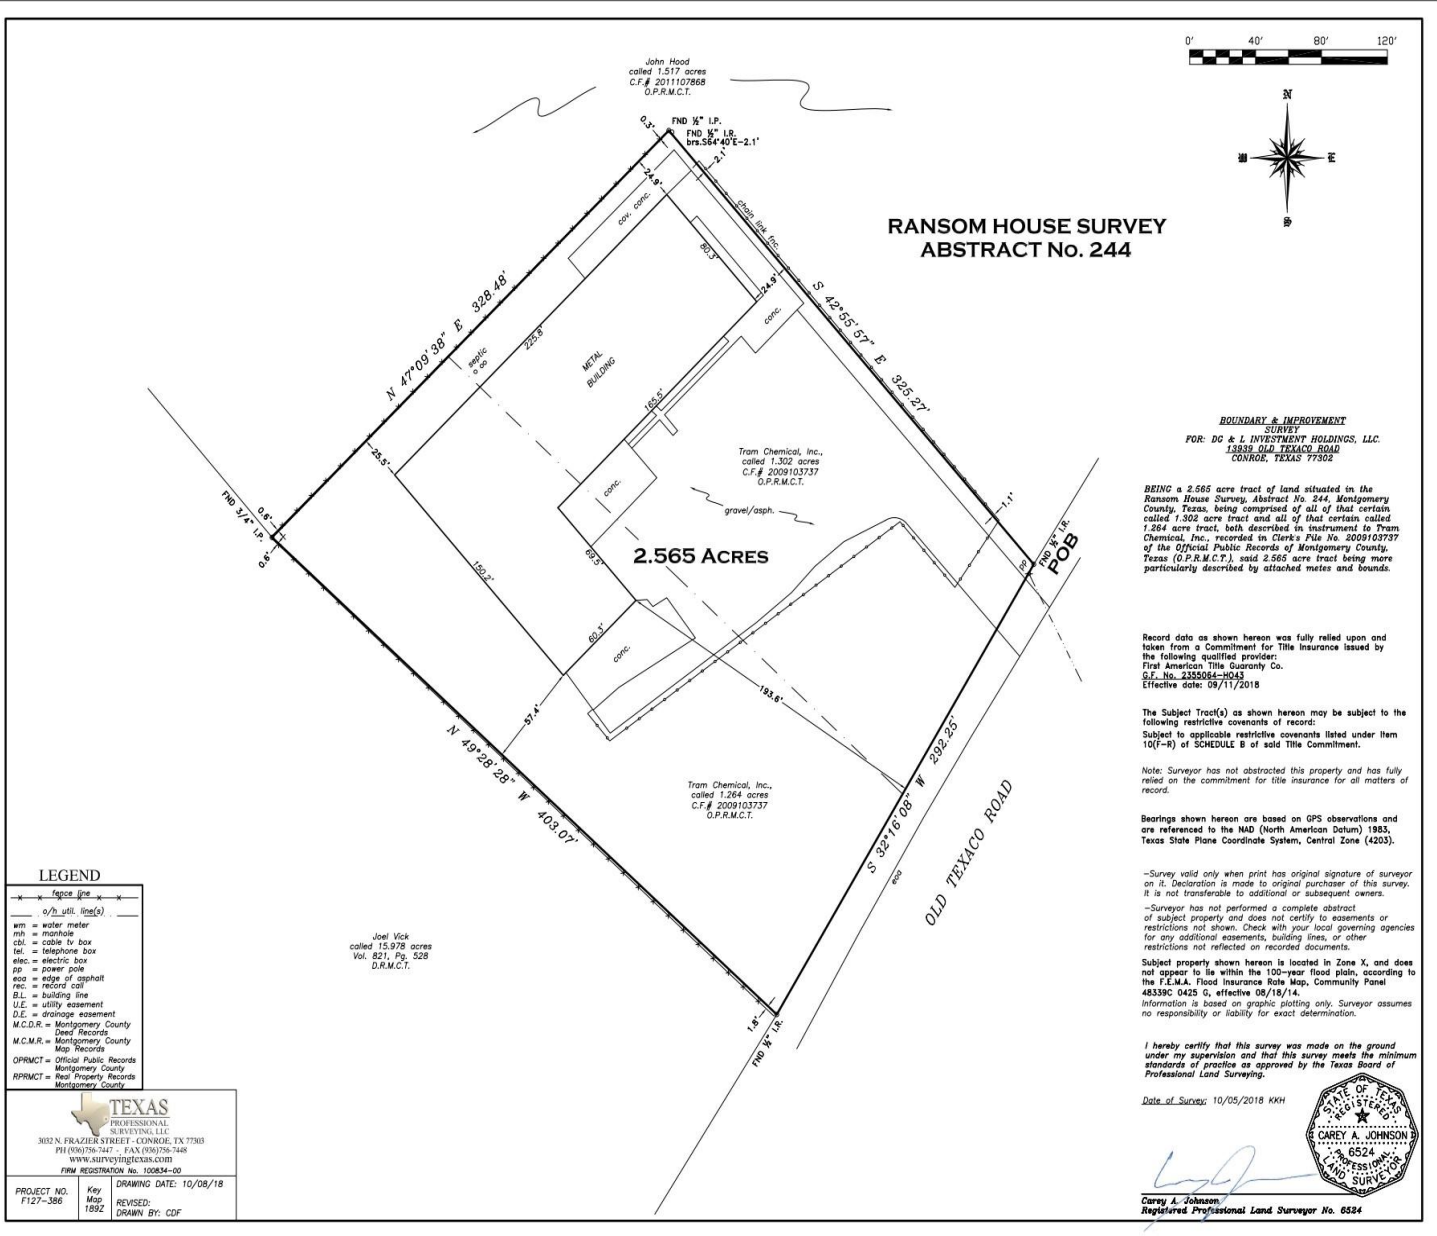 0' 40' 80' 120'
N
W E
S
John Hood
called 1.517 acres
C.F.# 2011107868
O.P.R.M.C.T.
0.3'
FND ½" I.P.
FND ½" I.R.
brs.S64°40'E-2.1'
2.1'
24.9'
cov. conc.
chain link fnc.
80.3'
24.9'
conc.
RANSOM HOUSE SURVEY
ABSTRACT No. 244
N 47°09'38" E 328.48'
S 42°55'57" E 325.27'
225.8'
septic
METAL
BUILDING
165.5'
25.5'
Tram Chemical, Inc.,
called 1.302 acres
C.F.# 2009103737
O.P.R.M.C.T.
conc.
gravel/asph.
1.1'
FND 3/4" I.P.
0.6'
0.6'
2.565 ACRES
69.5'
150.2'
PP
FND ½" I.R.
POB
60.3'
conc.
57.4'
193.6'
N 49°28'28" W 403.07'
Tram Chemical, Inc.,
called 1.264 acres
C.F.# 2009103737
O.P.R.M.C.T.
S 32°16'08" W 292.25'
eoa
OLD TEXACO ROAD
Joel Vick
called 15.978 acres
Vol. 821, Pg. 528
D.R.M.C.T.
1.8'
FND ½" I.R.
BOUNDARY & IMPROVEMENT
SURVEY
FOR: DG & L INVESTMENT HOLDINGS, LLC.
13939 OLD TEXACO ROAD
CONROE, TEXAS 77302
BEING a 2.565 acre tract of land situated in the
Ransom House Survey, Abstract No. 244, Montgomery
County, Texas, being comprised of all of that certain
called 1.302 acre tract and all of that certain called
1.264 acre tract, both described in instrument to Tram
Chemical, Inc., recorded in Clerk's File No. 2009103737
of the Official Public Records of Montgomery County,
Texas (O.P.R.M.C.T.), said 2.565 acre tract being more
particularly described by attached metes and bounds.
Record data as shown hereon was fully relied upon and
taken from a Commitment for Title Insurance issued by
the following qualified provider:
First American Title Guaranty Co.
G.F. No. 2355064-HO43
Effective date: 09/11/2018
The Subject Tract(s) as shown hereon may be subject to the
following restrictive covenants of record:
Subject to applicable restrictive covenants listed under Item
10(F-R) of SCHEDULE B of said Title Commitment.
Note: Surveyor has not abstracted this property and has fully
relied on the commitment for title insurance for all matters of
record.
Bearings shown hereon are based on GPS observations and
are referenced to the NAD (North American Datum) 1983,
Texas State Plane Coordinate System, Central Zone (4203).
-Survey valid only when print has original signature of surveyor
on it. Declaration is made to original purchaser of this survey.
It is not transferable to additional or subsequent owners.
-Surveyor has not performed a complete abstract
of subject property and does not certify to easements or
restrictions not shown. Check with your local governing agencies
for any additional easements, building lines, or other
restrictions not reflected on recorded documents.
Subject property shown hereon is located in Zone X, and does
not appear to lie within the 100-year flood plain, according to
the F.E.M.A. Flood Insurance Rate Map, Community Panel
48339C 0425 G, effective 08/18/14.
Information is based on graphic plotting only. Surveyor assumes
no responsibility or liability for exact determination.
I hereby certify that this survey was made on the ground
under my supervision and that this survey meets the minimum
standards of practice as approved by the Texas Board of
Professional Land Surveying.
Date of Survey: 10/05/2018 KKH
STATE OF TEXAS
REGISTERED
CAREY A. JOHNSON
6524
PROFESSIONAL
LAND SURVEYOR
Carey A. Johnson
Registered Professional Land Surveyor No. 6524
LEGEND
fence line
o/h util. line(s)
wm = water meter
mh = manhole
cbl. = cable tv box
tel. = telephone box
elec. = electric box
pp = power pole
eoa = edge of asphalt
rec. = record call
B.L. = building line
U.E. = utility easement
D.E. = drainage easement
M.C.D.R. = Montgomery County
Deed Records
M.C.M.R. = Montgomery County
Map Records
OPRMCT = Official Public Records
Montgomery County
RPRMCT = Real Property Records
Montgomery County
TEXAS
PROFESSIONAL
SURVEYING, LLC
3032 N. FRAZIER STREET - CONROE, TX 77303
PH (936)756-7447 - FAX (936)756-7448
www.surveyingtexas.com
FIRM REGISTRATION No. 100834-00
PROJECT NO.
F127-386
Key
Map
189Z
DRAWING DATE: 10/08/18
REVISED:
DRAWN BY: CDF